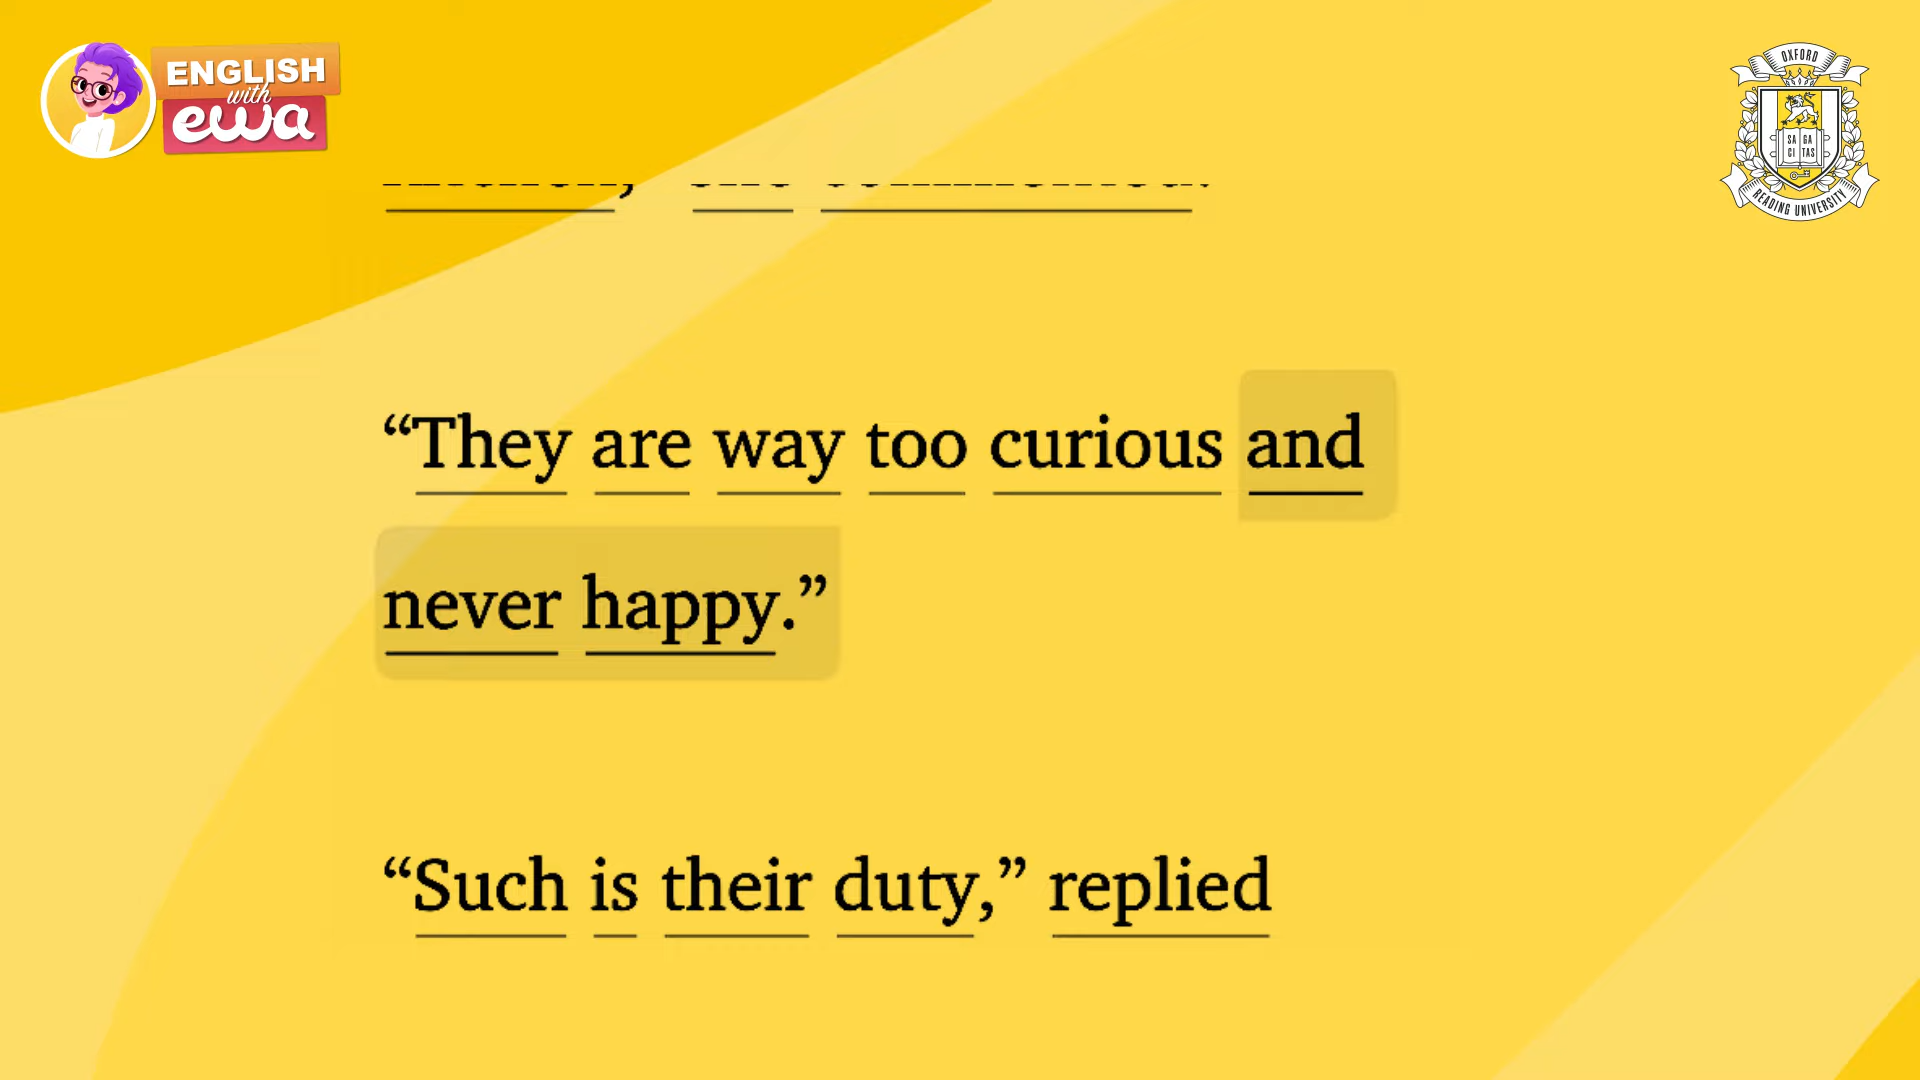 ENGLISH
with
ewa
OXFORD
SA GA
CI TAS
READING UNIVERSITY
“They are way too curious and
never happy.”
“Such is their duty,” replied